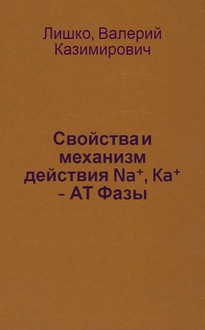 Лишко, Валерий
Казимирович
Свойства и
механизм
действия Na⁺, Ka⁺
- АТ Фазы